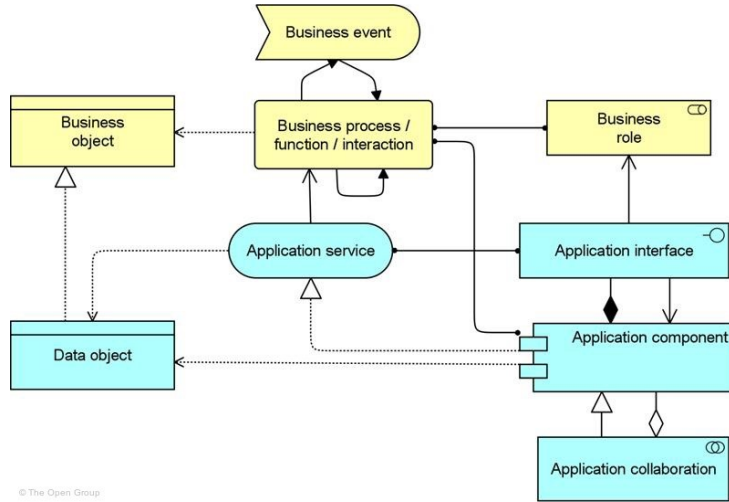 Business event
Business
object
Business process /
function / interaction
Business
role
Application service
Application interface
Data object
Application component
Application collaboration
© The Open Group